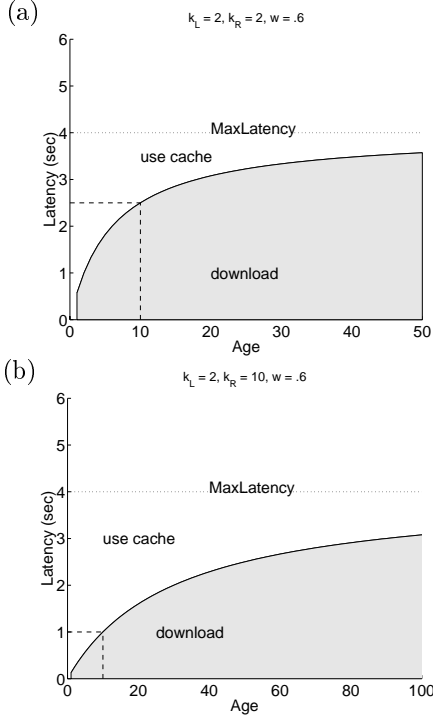 (a)
k_L = 2, k_R = 2, w = .6
6
5
4
3
2
1
0
Latency (sec)
MaxLatency
use cache
download
0 10 20 30 40 50
Age
(b)
k_L = 2, k_R = 10, w = .6
6
5
4
3
2
1
0
Latency (sec)
MaxLatency
use cache
download
0 20 40 60 80 100
Age